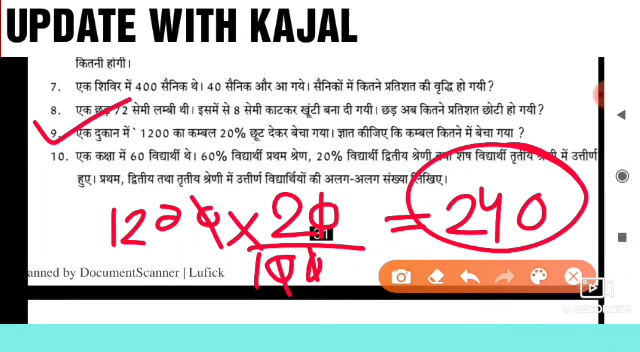 UPDATE WITH KAJAL
कितनी होगी।
7. एक शिविर में 400 सैनिक थे। 40 सैनिक और आ गये। सैनिकों में कितने प्रतिशत की वृद्धि हो गयी?
8. एक छड़ 72 सेमी लम्बी थी। इसमें से 8 सेमी काटकर खूंटी बना दी गयी। छड़ अब कितने प्रतिशत छोटी हो गयी?
9. एक दुकान में ` 1200 का कम्बल 20% छूट देकर बेचा गया। ज्ञात कीजिए कि कम्बल कितने में बेचा गया ?
10. एक कक्षा में 60 विद्यार्थी थे। 60% विद्यार्थी प्रथम श्रेण, 20% विद्यार्थी द्वितीय श्रेणी तथा शेष विद्यार्थी तृतीय श्रेणी में उत्तीर्ण
हुए। प्रथम, द्वितीय तथा तृतीय श्रेणी में उत्तीर्ण विद्यार्थियों की अलग-अलग संख्या लिखिए।
1200 × 20 = 240
91
100
anned by DocumentScanner | Lufick
V RECORDER